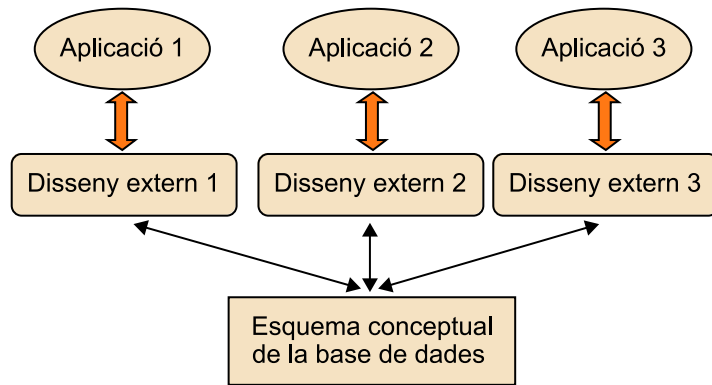 Aplicació 1
Aplicació 2
Aplicació 3
Disseny extern 1
Disseny extern 2
Disseny extern 3
Esquema conceptual
de la base de dades